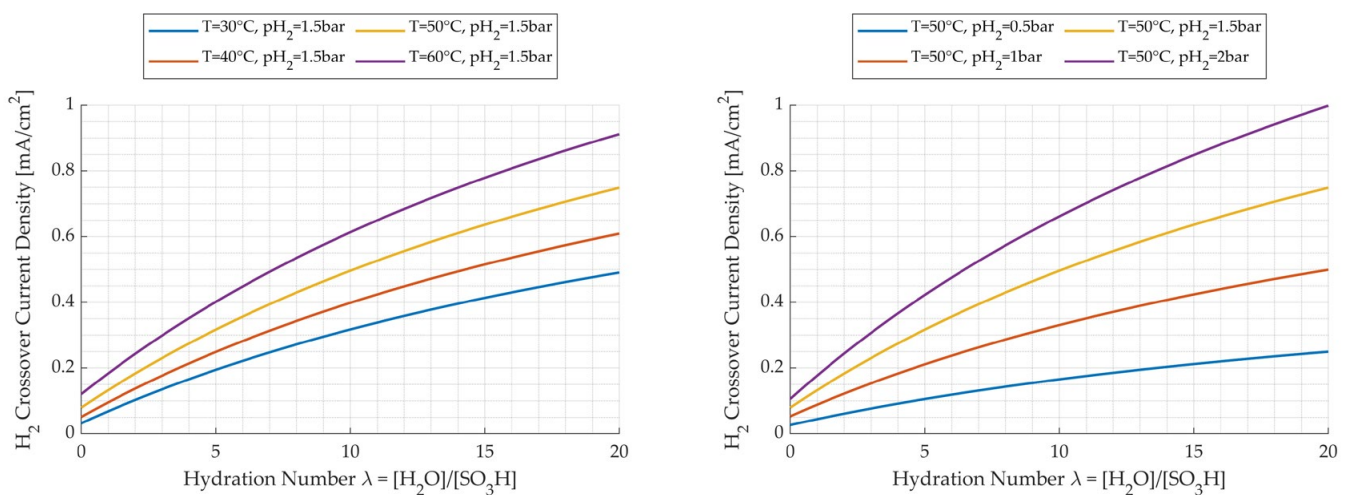 T=30°C, pH₂=1.5bar T=50°C, pH₂=1.5bar
T=40°C, pH₂=1.5bar T=60°C, pH₂=1.5bar
H₂ Crossover Current Density [mA/cm²]
1
0.8
0.6
0.4
0.2
0
0 5 10 15 20
Hydration Number λ = [H₂O]/[SO₃H]
T=50°C, pH₂=0.5bar T=50°C, pH₂=1.5bar
T=50°C, pH₂=1bar T=50°C, pH₂=2bar
H₂ Crossover Current Density [mA/cm²]
1
0.8
0.6
0.4
0.2
0
0 5 10 15 20
Hydration Number λ = [H₂O]/[SO₃H]